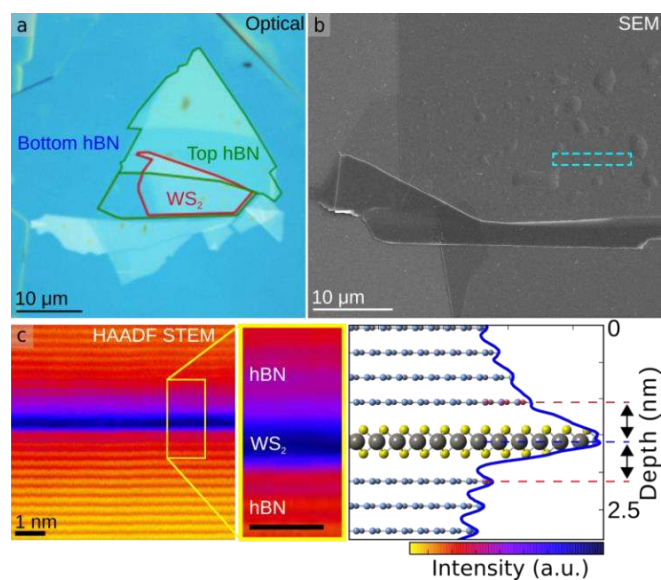 a
Optical
Bottom hBN
Top hBN
WS₂
10 μm
b
SEM
10 μm
c
HAADF STEM
1 nm
hBN
WS₂
hBN
0
2.5
Depth (nm)
Intensity (a.u.)